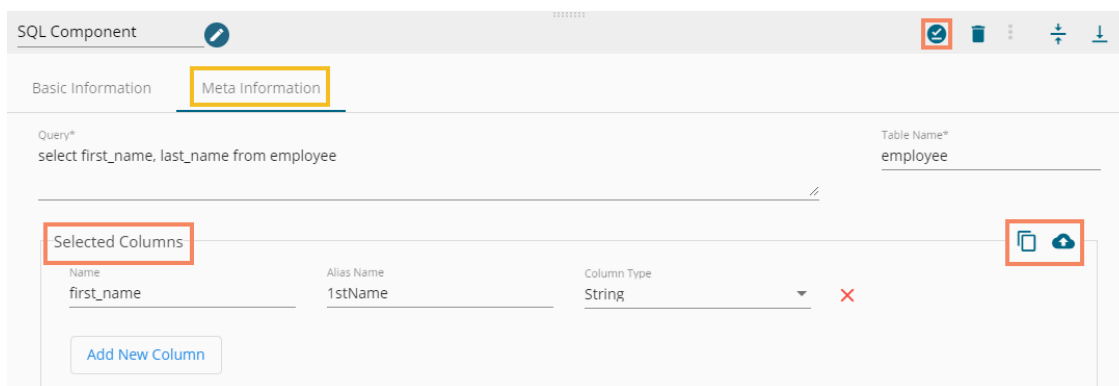 SQL Component
Basic Information
Meta Information
Query*
Table Name*
select first_name, last_name from employee
employee
Selected Columns
Name
Alias Name
Column Type
first_name
1stName
String
Add New Column